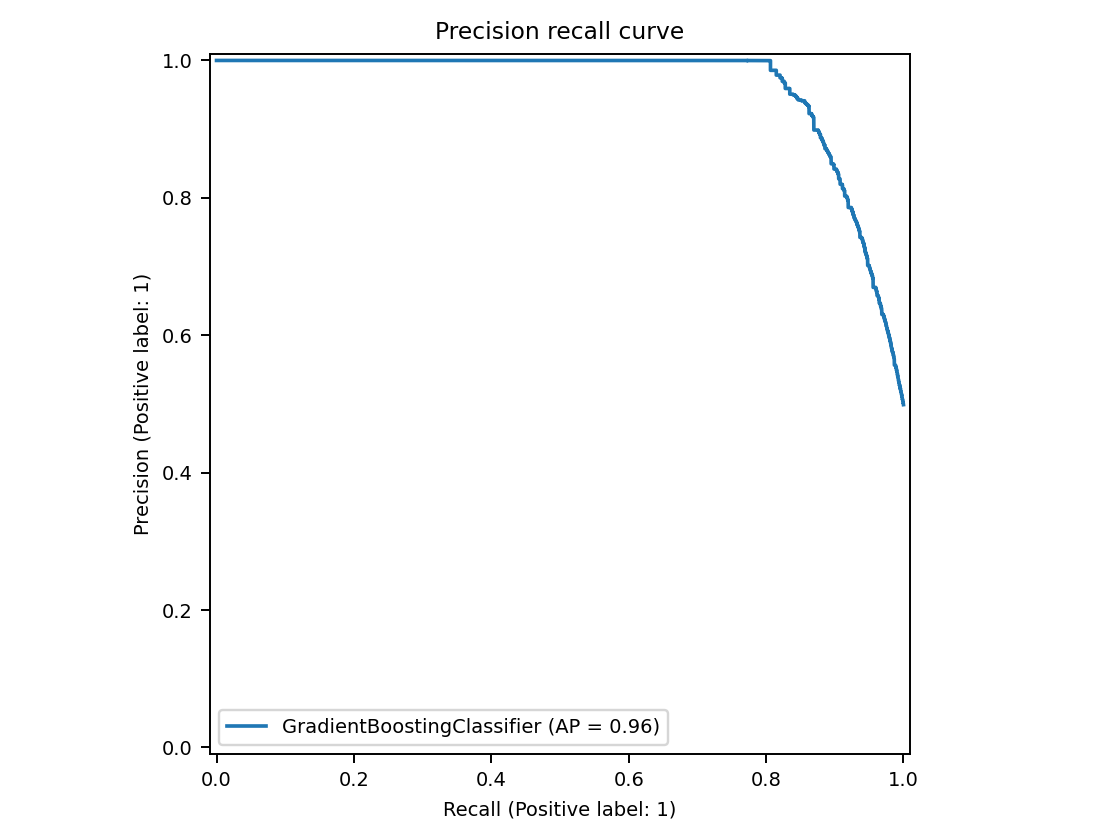 Precision recall curve
1.0
0.8
0.6
0.4
0.2
0.0
Precision (Positive label: 1)
GradientBoostingClassifier (AP = 0.96)
0.0 0.2 0.4 0.6 0.8 1.0
Recall (Positive label: 1)